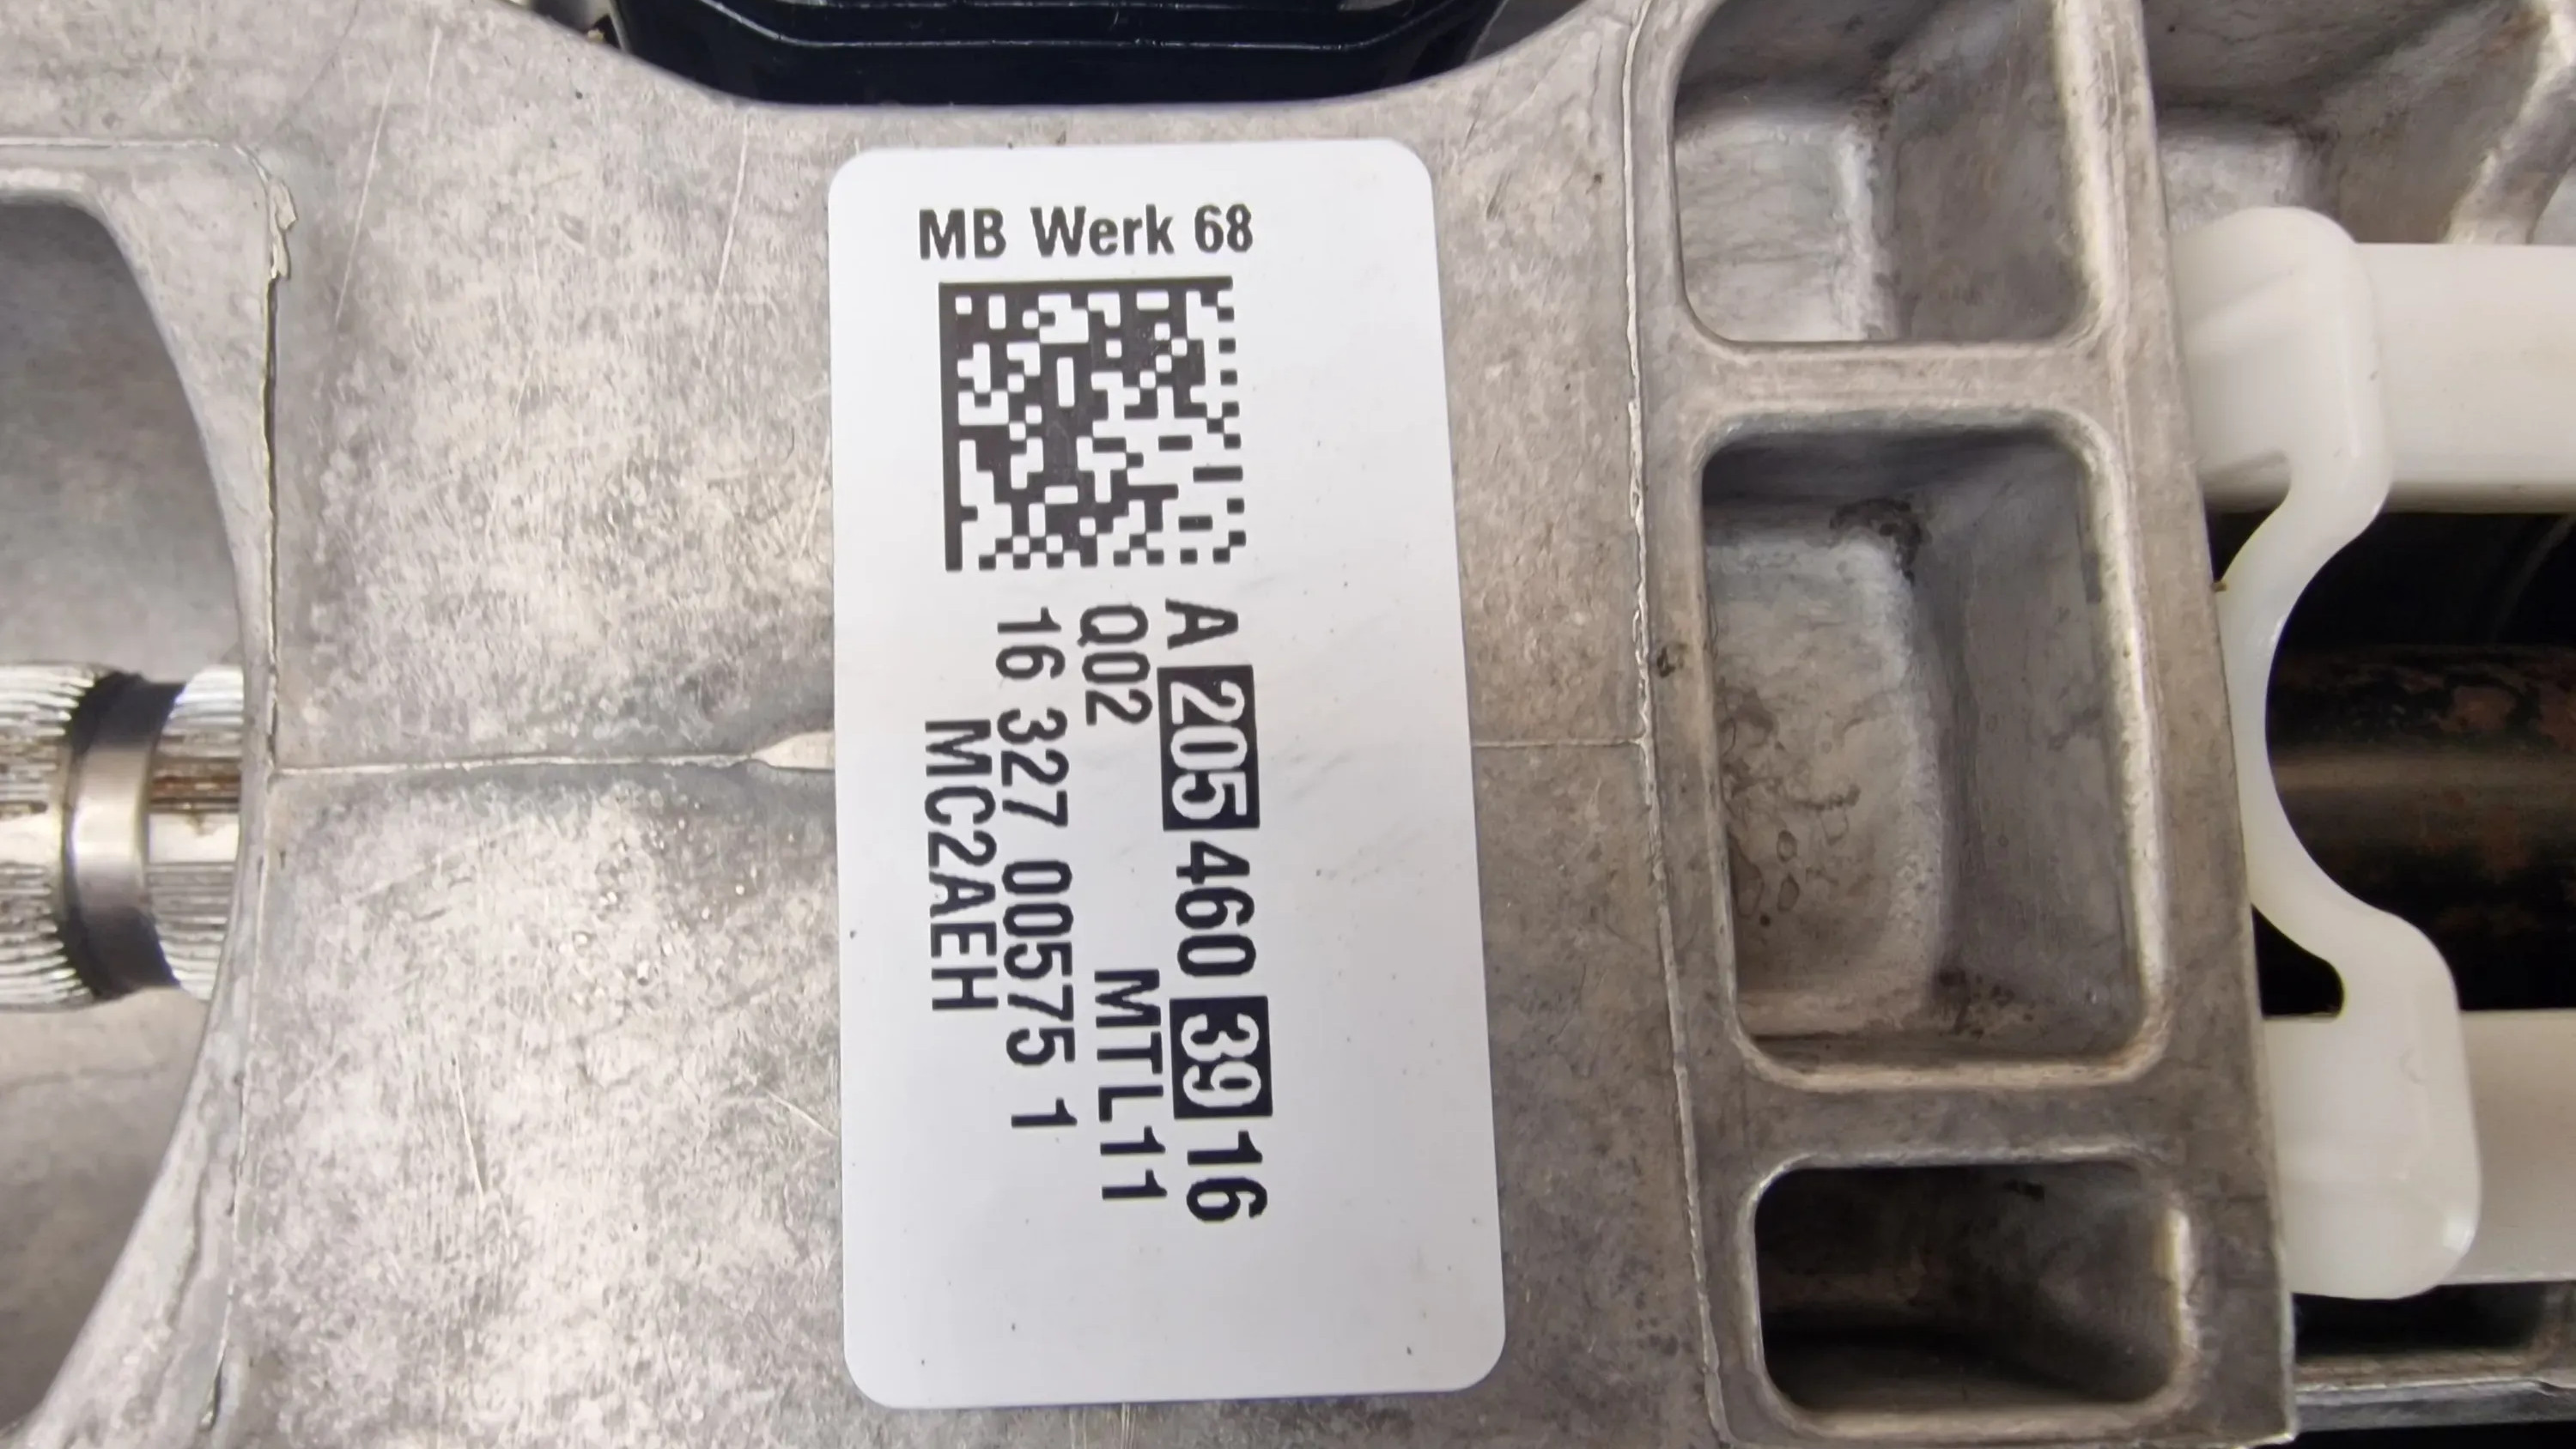 MB Werk 68
A 205 460 39 16
Q02 MTL11
16 327 00575 1
MC2AEH